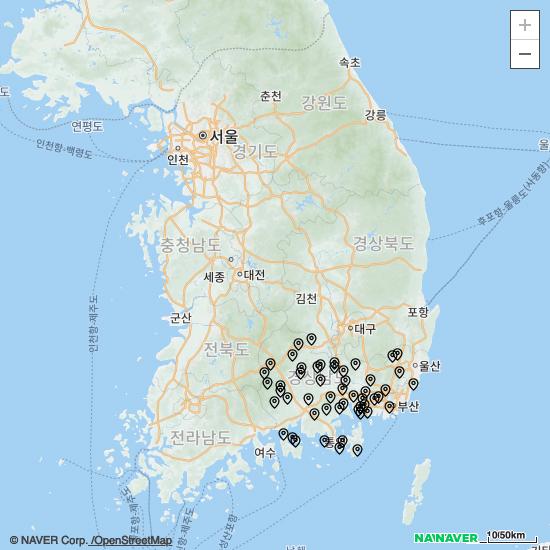 +
−
속초
춘천
강원도
강릉
연평도
서울
인천항-백령도
인천
경기도
후포항-울릉도(사동항)
충청남도
경상북도
세종
대전
김천
인천항-제주도
군산
포항
대구
전라북도
울산
부산
전라남도
여수
© NAVER Corp. /OpenStreetMap
NAVER
10/50km